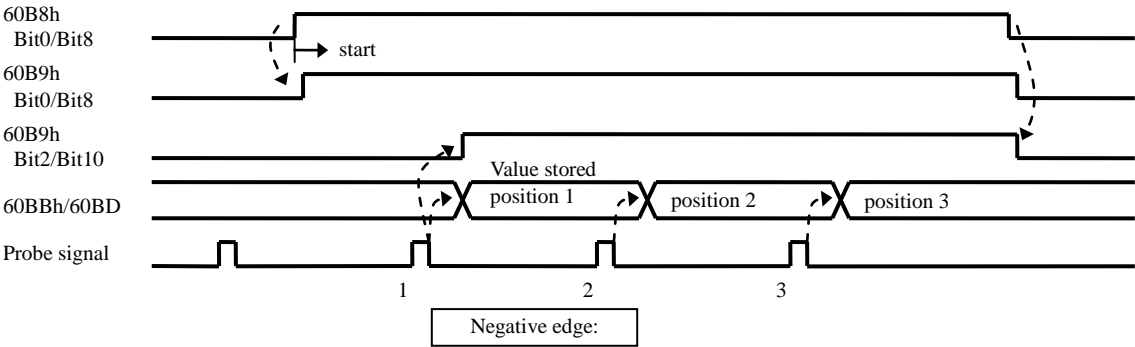 60B8h
Bit0/Bit8
start
60B9h
Bit0/Bit8
60B9h
Bit2/Bit10
Value stored
60BBh/60BD
position 1
position 2
position 3
Probe signal
1
2
3
Negative edge: